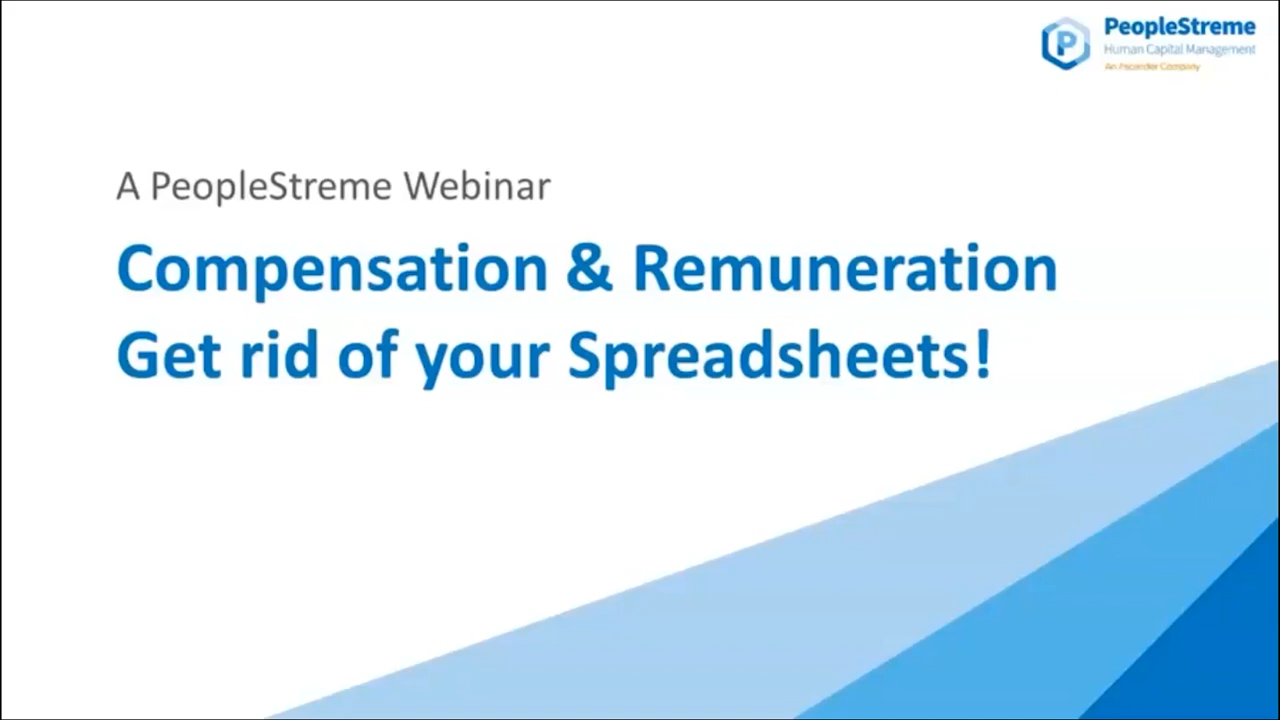 PeopleStreme
Human Capital Management
An Ascender Company
A PeopleStreme Webinar
Compensation & Remuneration
Get rid of your Spreadsheets!